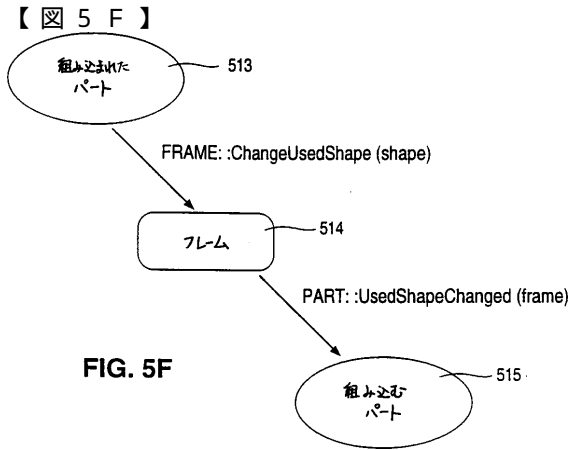 【図５Ｆ】
組み込まれた
パート
513
FRAME: :ChangeUsedShape (shape)
フレーム
514
PART: :UsedShapeChanged (frame)
FIG. 5F
組み込む
パート
515